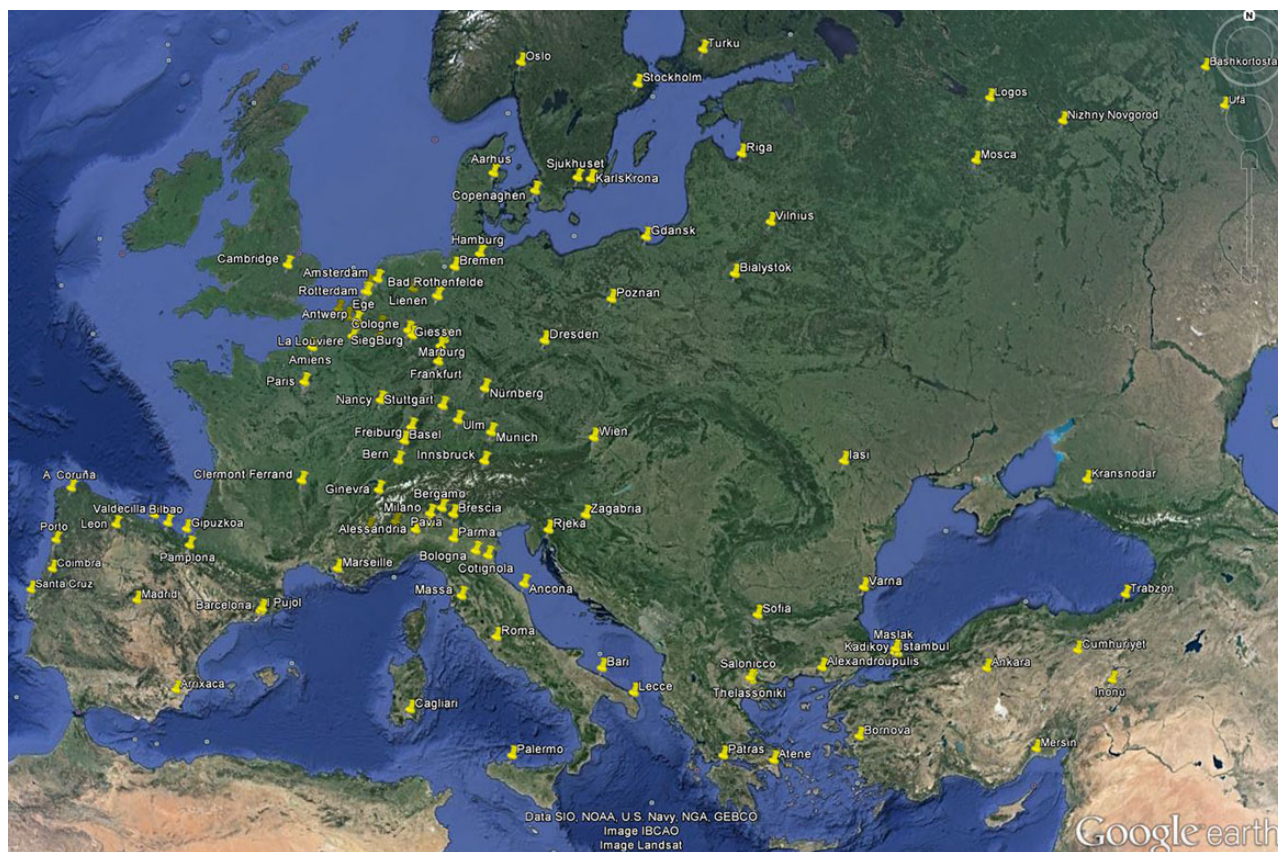 N
Oslo
Turku
Stockholm
Bashkortosta
Logos
Ufa
Nizhny Novgorod
Riga
Mosca
Aarhus
Sjukhuset
KarlsKrona
Copenaghen
Vilnius
Gdansk
Hamburg
Cambridge
Bremen
Amsterdam
Bialystok
Bad Rothenfelde
Rotterdam
Lienen
Poznan
Ege
Antwerp
Cologne
Giessen
Dresden
La Louviere
SiegBurg
Marburg
Amiens
Frankfurt
Paris
Nürnberg
Nancy
Stuttgart
Ulm
Freiburg
Basel
Munich
Wien
Bern
Innsbruck
Iasi
A Coruña
Clermont Ferrand
Kransnodar
Ginevra
Bergamo
Valdecilla
Bilbao
Milano
Brescia
Zagabria
Leon
Gipuzkoa
Alessandria
Pavia
Rjeka
Porto
Parma
Pamplona
Bologna
Coimbra
Marseille
Cotignola
Santa Cruz
Ancona
Varna
Madrid
Massa
Trabzon
Barcelona
l Pujol
Sofia
Roma
Maslak
Kadikoy
Istambul
Cumhuriyet
Bari
Salonicco
Alexandroupulis
Ankara
Arrixaca
Lecce
Thelassoniki
Inonu
Cagliari
Bornova
Palermo
Patras
Atene
Mersin
Data SIO, NOAA, U.S. Navy, NGA, GEBCO
Image IBCAO
Image Landsat
Google earth